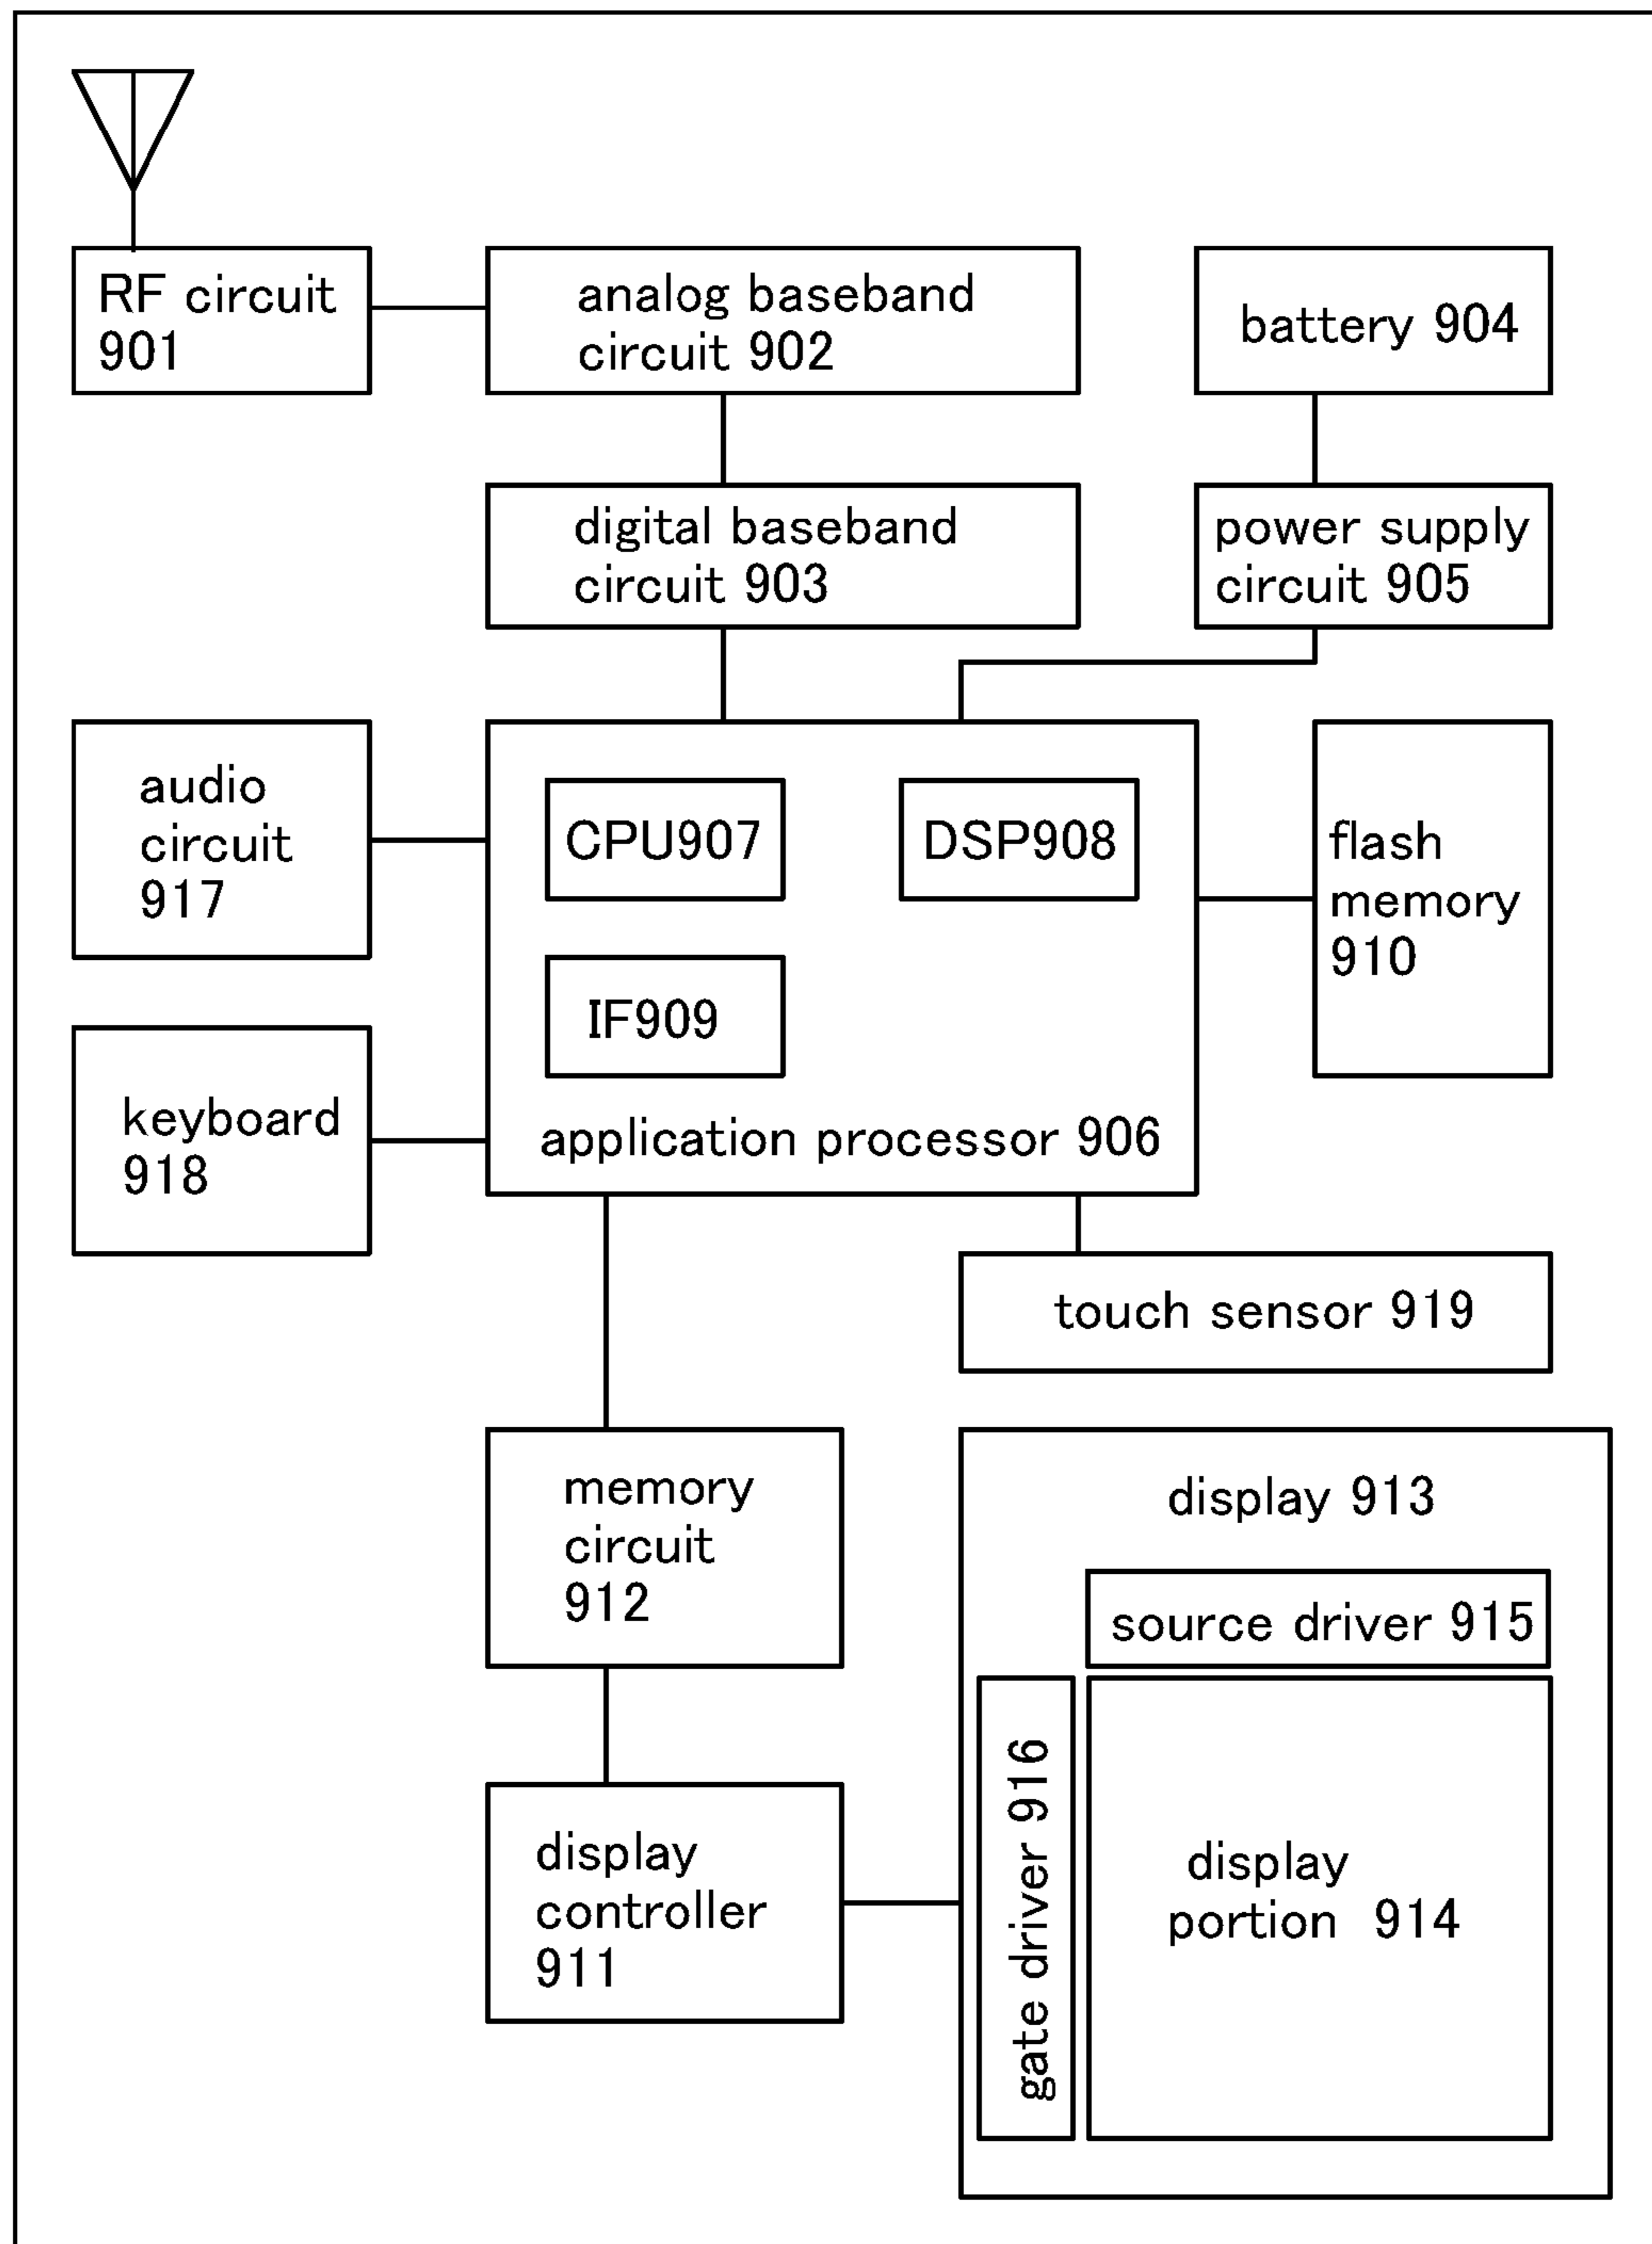 RF circuit
901
analog baseband
circuit 902
battery 904
digital baseband
circuit 903
power supply
circuit 905
audio
circuit
917
CPU907
DSP908
flash
memory
910
IF909
keyboard
918
application processor 906
touch sensor 919
memory
circuit
912
display 913
source driver 915
gate driver 916
display
portion 914
display
controller
911